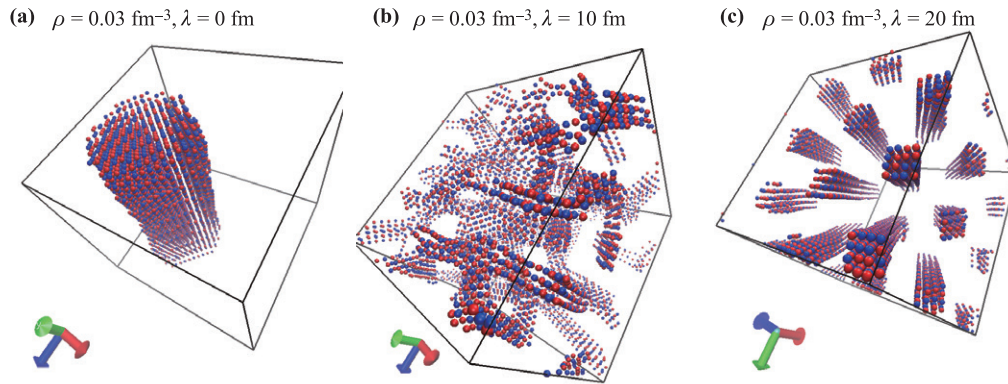 (a) ρ = 0.03 fm⁻³, λ = 0 fm
(b) ρ = 0.03 fm⁻³, λ = 10 fm
(c) ρ = 0.03 fm⁻³, λ = 20 fm